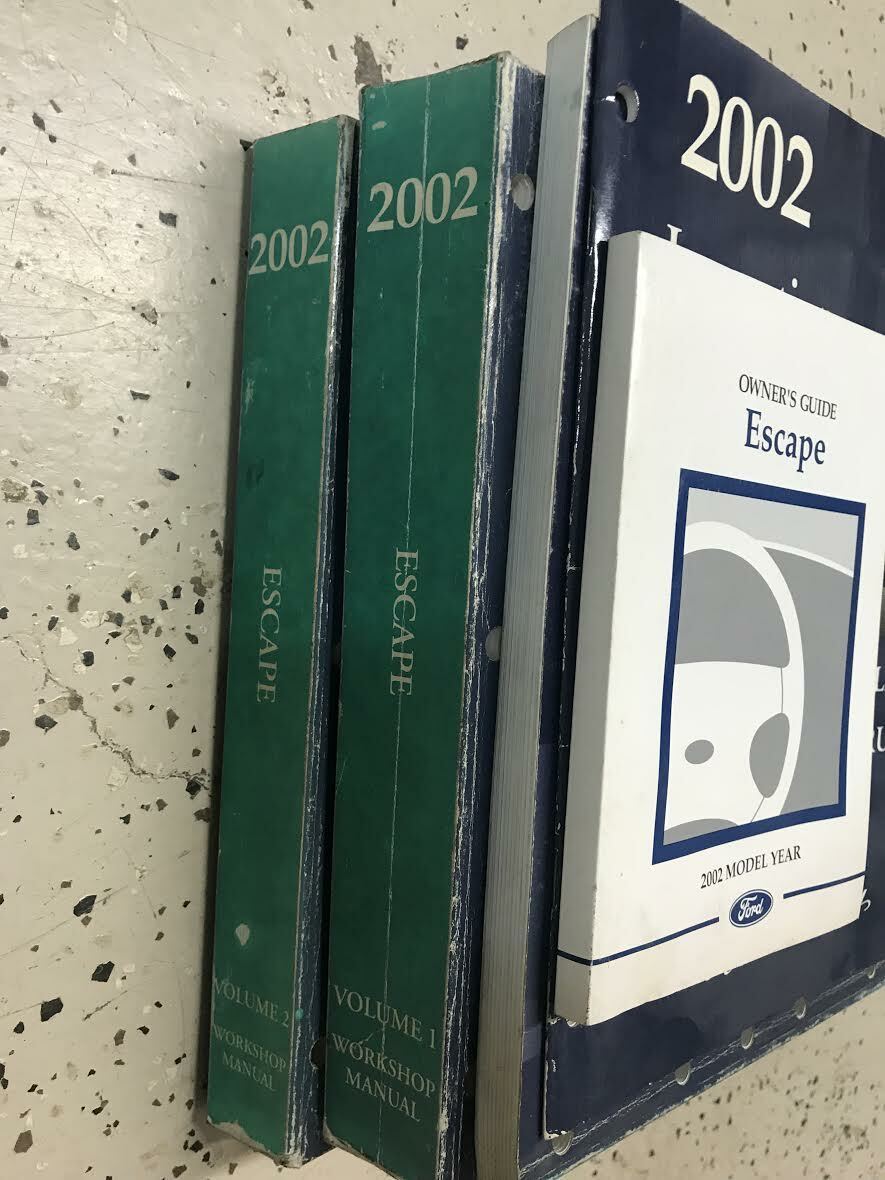 2002
ESCAPE
VOLUME 2
WORKSHOP
MANUAL
2002
ESCAPE
VOLUME 1
WORKSHOP
MANUAL
2002
OWNER'S GUIDE
Escape
2002 MODEL YEAR
Ford